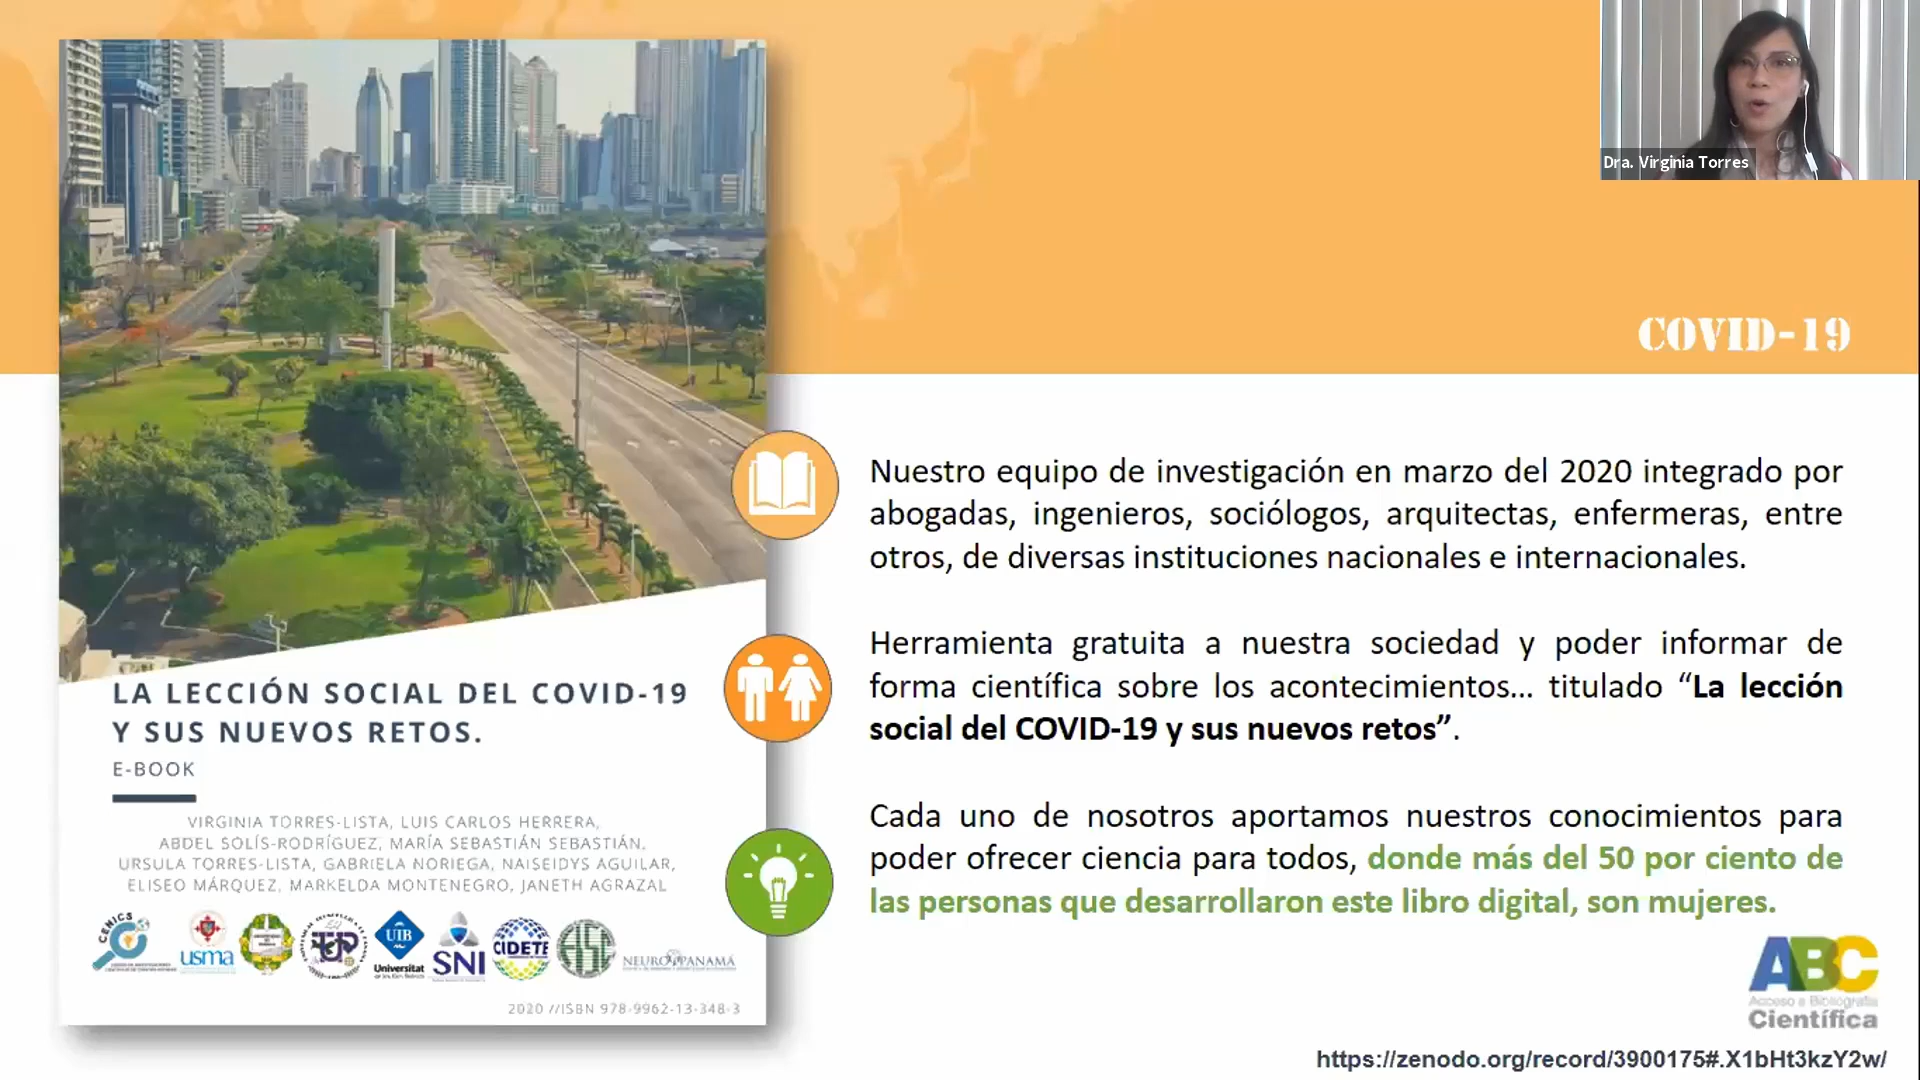 Dra. Virginia Torres
COVID-19
Nuestro equipo de investigación en marzo del 2020 integrado por
abogadas, ingenieros, sociólogos, arquitectas, enfermeras, entre
otros, de diversas instituciones nacionales e internacionales.
Herramienta gratuita a nuestra sociedad y poder informar de
forma científica sobre los acontecimientos... titulado “La lección
social del COVID-19 y sus nuevos retos”.
Cada uno de nosotros aportamos nuestros conocimientos para
poder ofrecer ciencia para todos, donde más del 50 por ciento de
las personas que desarrollaron este libro digital, son mujeres.
LA LECCIÓN SOCIAL DEL COVID-19
Y SUS NUEVOS RETOS.
E-BOOK
VIRGINIA TORRES-LISTA, LUIS CARLOS HERRERA,
ABDEL SOLÍS-RODRÍGUEZ, MARÍA SEBASTIÁN SEBASTIÁN,
URSULA TORRES-LISTA, GABRIELA NORIEGA, NAISEIDYS AGUILAR,
ELISEO MÁRQUEZ, MARKELDA MONTENEGRO, JANETH AGRAZAL
CENICS
usma
UTP
UIB
Universitat
SNI
CIDETE
NEUROPANAMÁ
2020 //ISBN 978-9962-13-348-3
ABC
Acceso a Bibliografía
Científica
https://zenodo.org/record/3900175#.X1bHt3kzY2w/